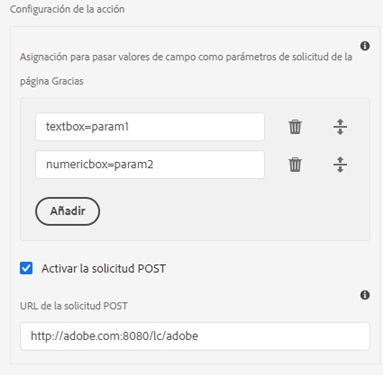 Configuración de la acción
Asignación para pasar valores de campo como parámetros de solicitud de la
página Gracias
textbox=param1
numericbox=param2
Añadir
Activar la solicitud POST
URL de la solicitud POST
http://adobe.com:8080/lc/adobe